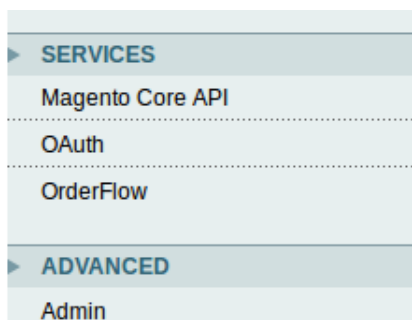 SERVICES
Magento Core API
OAuth
OrderFlow
ADVANCED
Admin